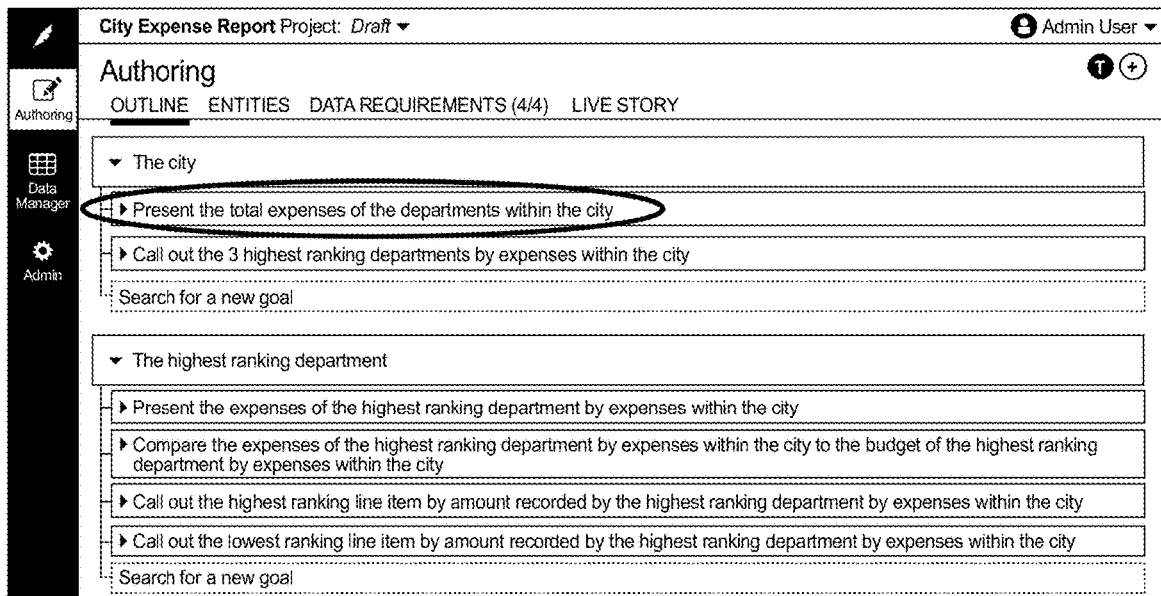 City Expense Report Project: Draft
Admin User
Authoring
T
OUTLINE ENTITIES DATA REQUIREMENTS (4/4) LIVE STORY
Authoring
Data
Manager
Admin
The city
Present the total expenses of the departments within the city
Call out the 3 highest ranking departments by expenses within the city
Search for a new goal
The highest ranking department
Present the expenses of the highest ranking department by expenses within the city
Compare the expenses of the highest ranking department by expenses within the city to the budget of the highest ranking
department by expenses within the city
Call out the highest ranking line item by amount recorded by the highest ranking department by expenses within the city
Call out the lowest ranking line item by amount recorded by the highest ranking department by expenses within the city
Search for a new goal